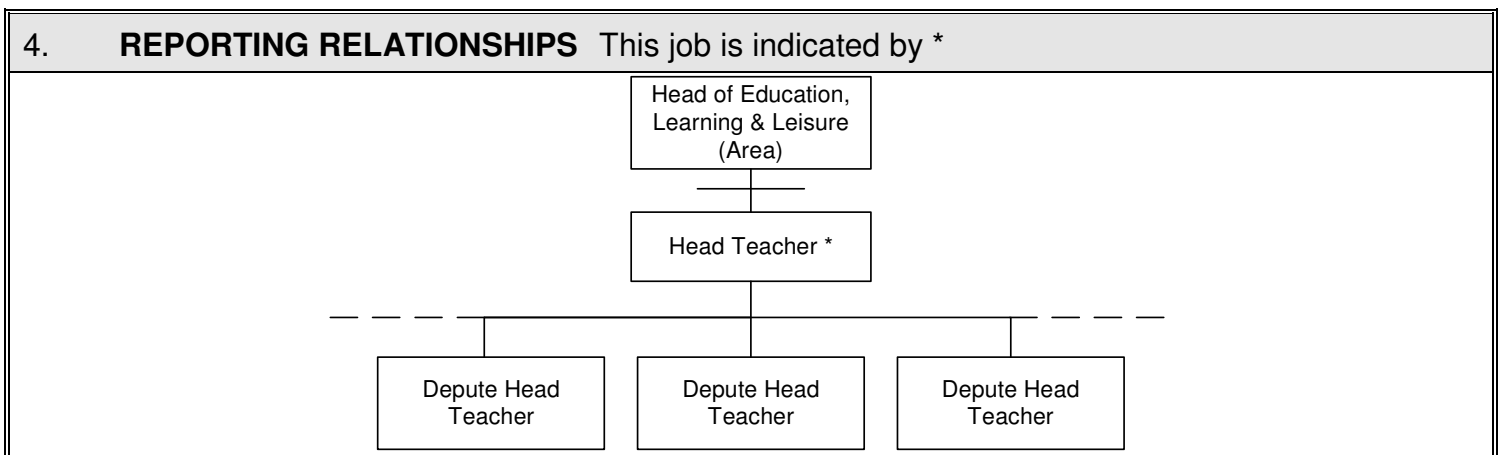 4. REPORTING RELATIONSHIPS This job is indicated by *
Head of Education,
Learning & Leisure
(Area)
Head Teacher *
Depute Head
Teacher
Depute Head
Teacher
Depute Head
Teacher